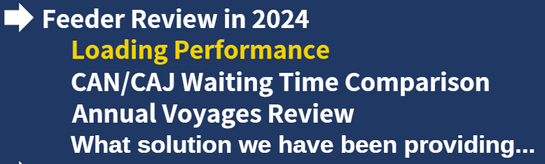 Feeder Review in 2024
Loading Performance
CAN/CAJ Waiting Time Comparison
Annual Voyages Review
What solution we have been providing...